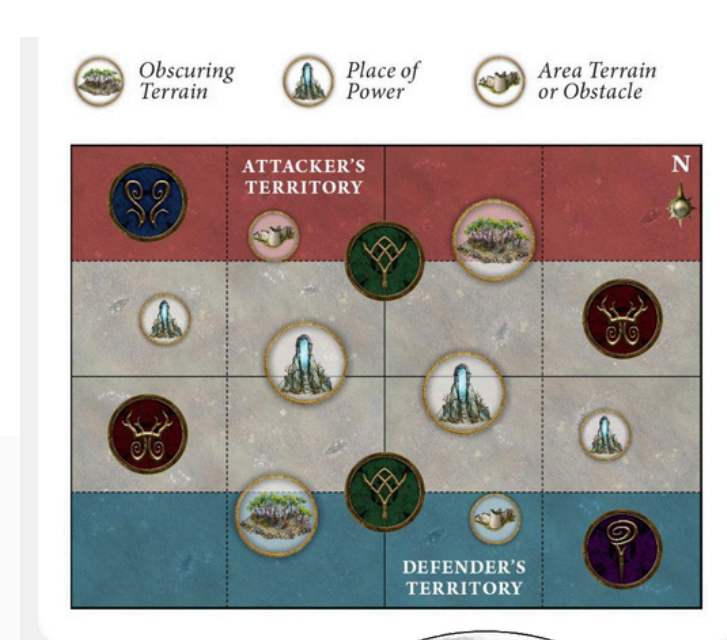 Obscuring
Terrain
Place of
Power
Area Terrain
or Obstacle
ATTACKER'S
TERRITORY
N
DEFENDER'S
TERRITORY